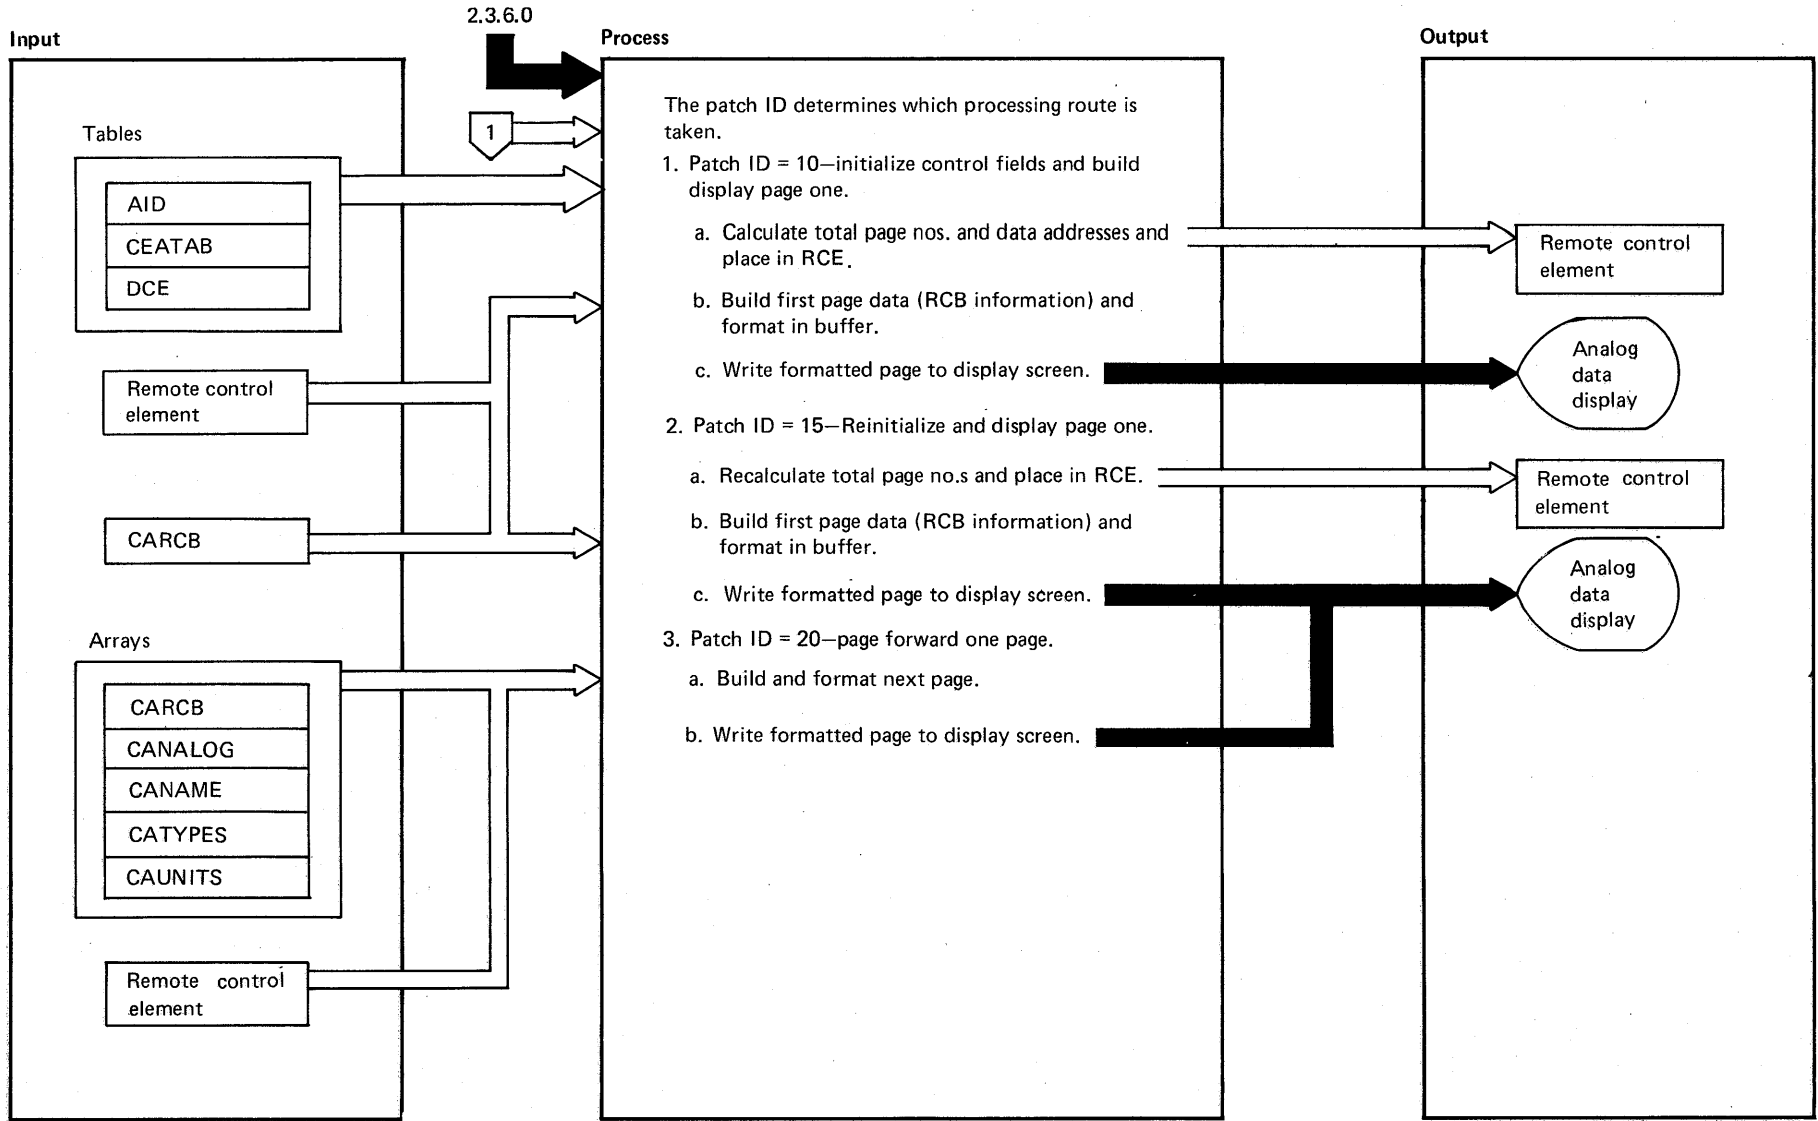 2.3.6.0
Input
Process
Output
Tables
AID
CEATAB
DCE
Remote control
element
CARCB
Arrays
CARCB
CANALOG
CANAME
CATYPES
CAUNITS
Remote control
element
1
The patch ID determines which processing route is
taken.
1. Patch ID = 10—initialize control fields and build
display page one.
a. Calculate total page nos. and data addresses and
place in RCE.
b. Build first page data (RCB information) and
format in buffer.
c. Write formatted page to display screen.
2. Patch ID = 15—Reinitialize and display page one.
a. Recalculate total page no.s and place in RCE.
b. Build first page data (RCB information) and
format in buffer.
c. Write formatted page to display screen.
3. Patch ID = 20—page forward one page.
a. Build and format next page.
b. Write formatted page to display screen.
Remote control
element
Analog
data
display
Remote control
element
Analog
data
display